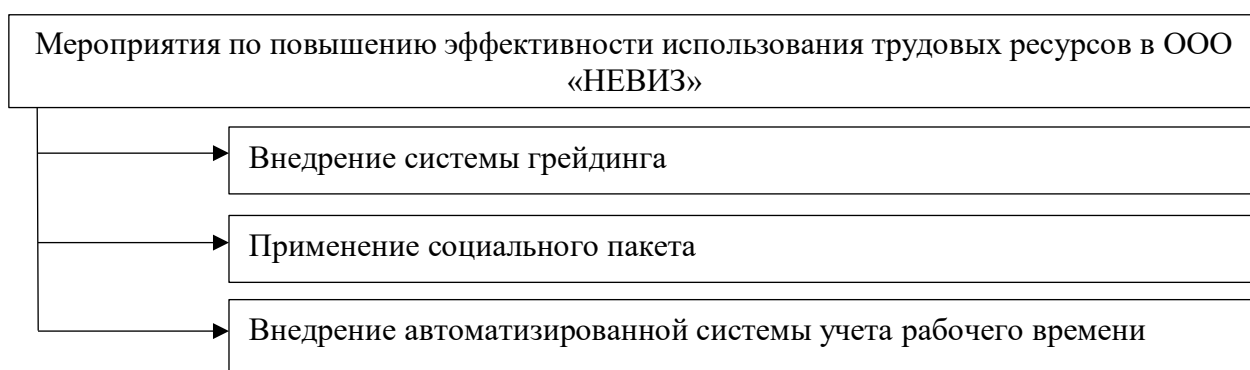 Мероприятия по повышению эффективности использования трудовых ресурсов в ООО
«НЕВИЗ»
Внедрение системы грейдинга
Применение социального пакета
Внедрение автоматизированной системы учета рабочего времени